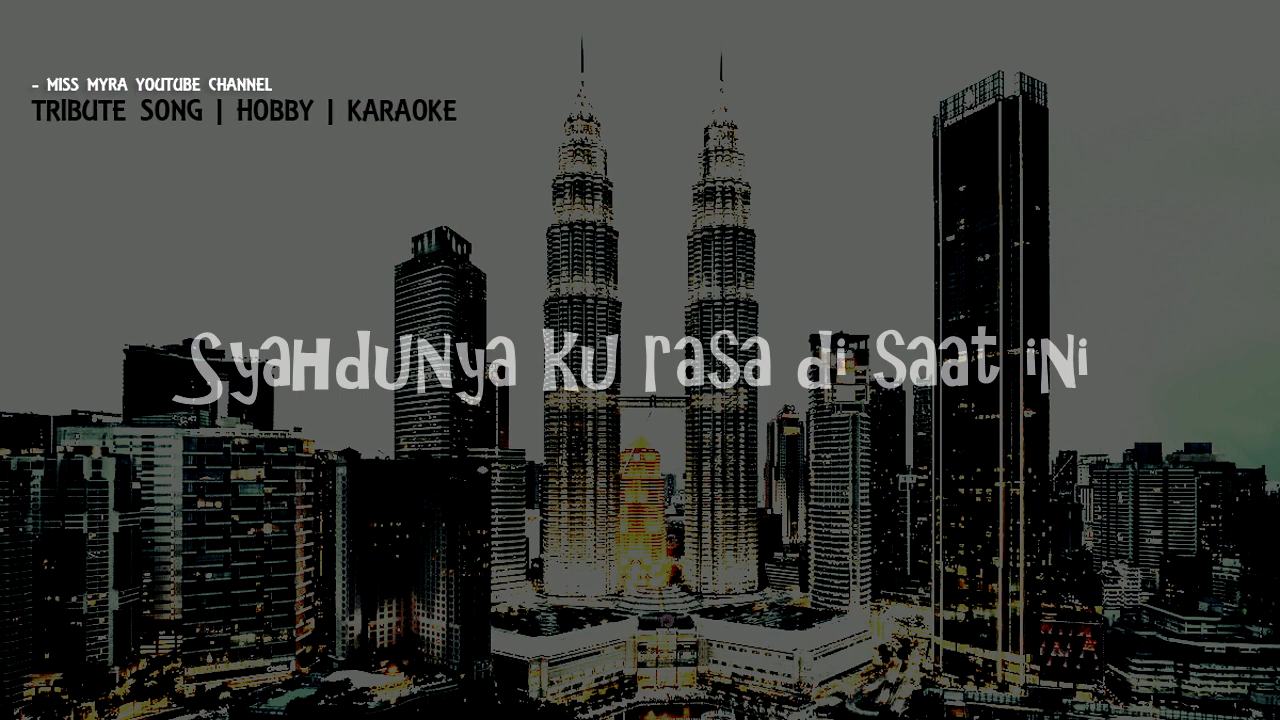 - MISS MYRA YOUTUBE CHANNEL
TRIBUTE SONG | HOBBY | KARAOKE
SyaHdUNya KU rasa di saat iNi